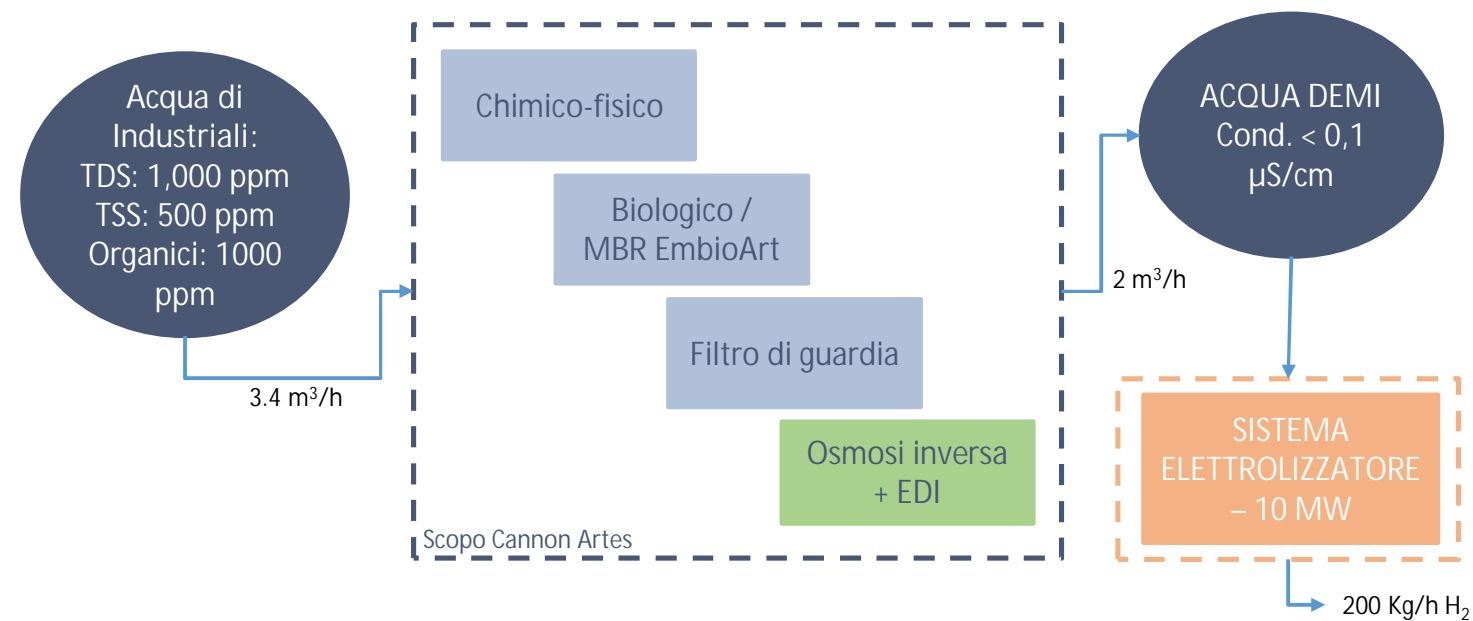 Acqua di
Industriali:
TDS: 1,000 ppm
TSS: 500 ppm
Organici: 1000
ppm
3.4 m³/h
Chimico-fisico
Biologico /
MBR EmbioArt
Filtro di guardia
Osmosi inversa
+ EDI
Scopo Cannon Artes
2 m³/h
ACQUA DEMI
Cond. < 0,1
µS/cm
SISTEMA
ELETTROLIZZATORE
– 10 MW
200 Kg/h H₂